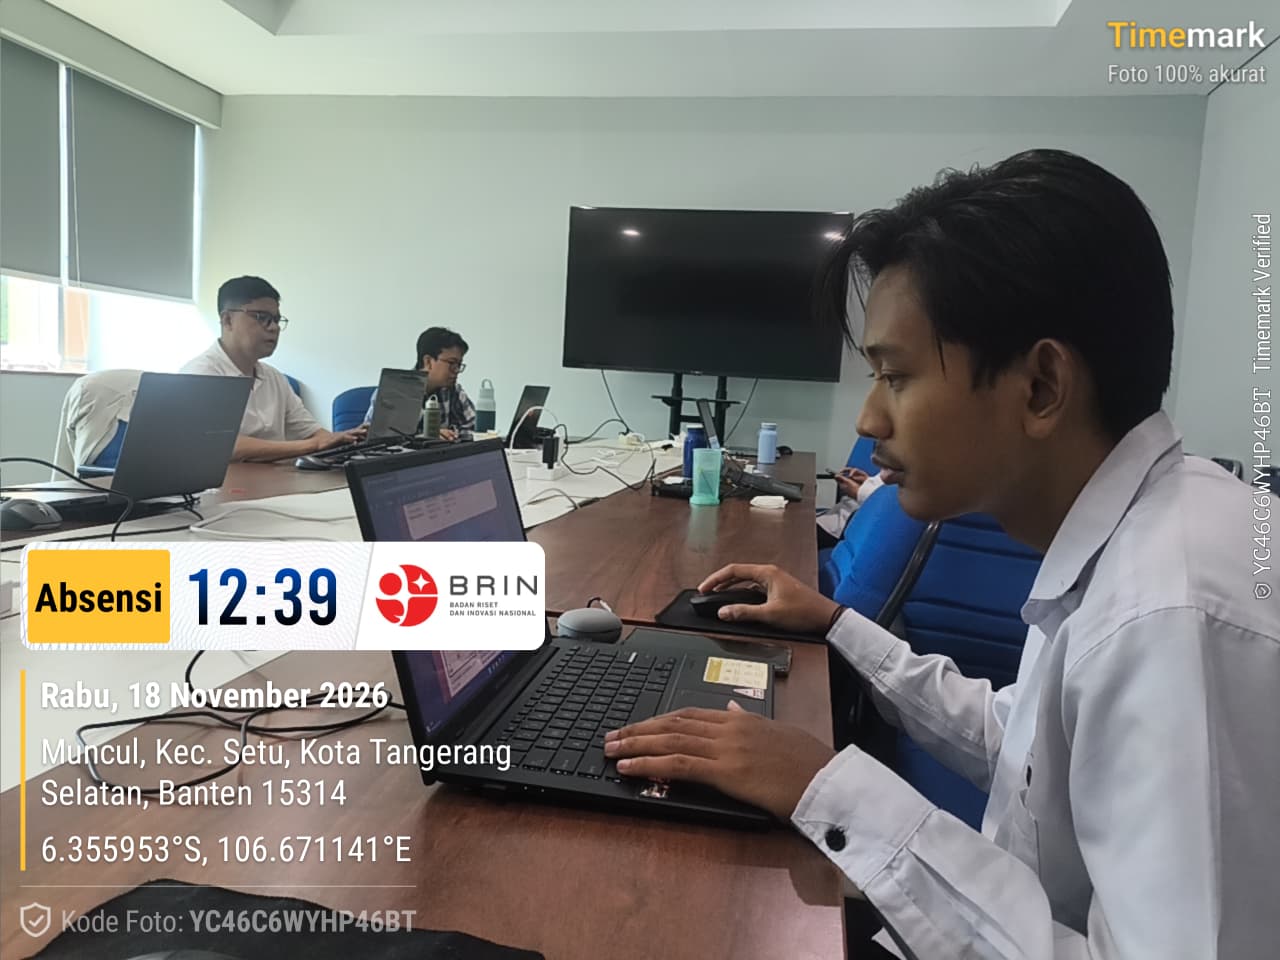 Timemark
Foto 100% akurat
Absensi
12:39
BRIN
BADAN RISET
DAN INOVASI NASIONAL
Rabu, 18 November 2026
Muncul, Kec. Setu, Kota Tangerang
Selatan, Banten 15314
6.355953°S, 106.671141°E
Kode Foto: YC46C6WYHP46BT
YC46C6WYHP46BT Timemark Verified